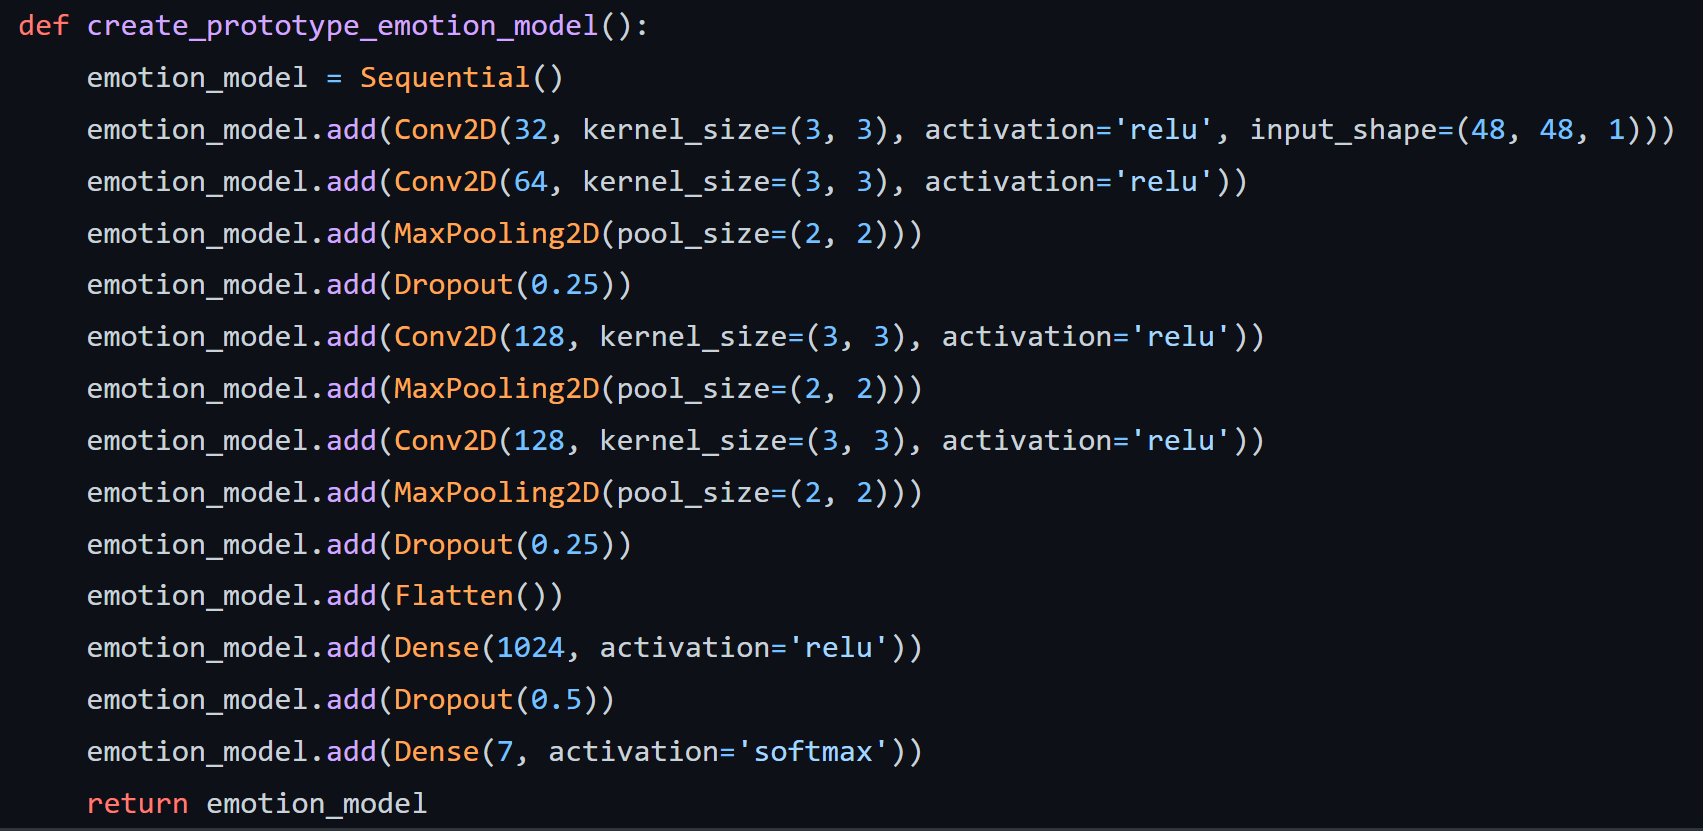 def create_prototype_emotion_model():
    emotion_model = Sequential()
    emotion_model.add(Conv2D(32, kernel_size=(3, 3), activation='relu', input_shape=(48, 48, 1)))
    emotion_model.add(Conv2D(64, kernel_size=(3, 3), activation='relu'))
    emotion_model.add(MaxPooling2D(pool_size=(2, 2)))
    emotion_model.add(Dropout(0.25))
    emotion_model.add(Conv2D(128, kernel_size=(3, 3), activation='relu'))
    emotion_model.add(MaxPooling2D(pool_size=(2, 2)))
    emotion_model.add(Conv2D(128, kernel_size=(3, 3), activation='relu'))
    emotion_model.add(MaxPooling2D(pool_size=(2, 2)))
    emotion_model.add(Dropout(0.25))
    emotion_model.add(Flatten())
    emotion_model.add(Dense(1024, activation='relu'))
    emotion_model.add(Dropout(0.5))
    emotion_model.add(Dense(7, activation='softmax'))
    return emotion_model